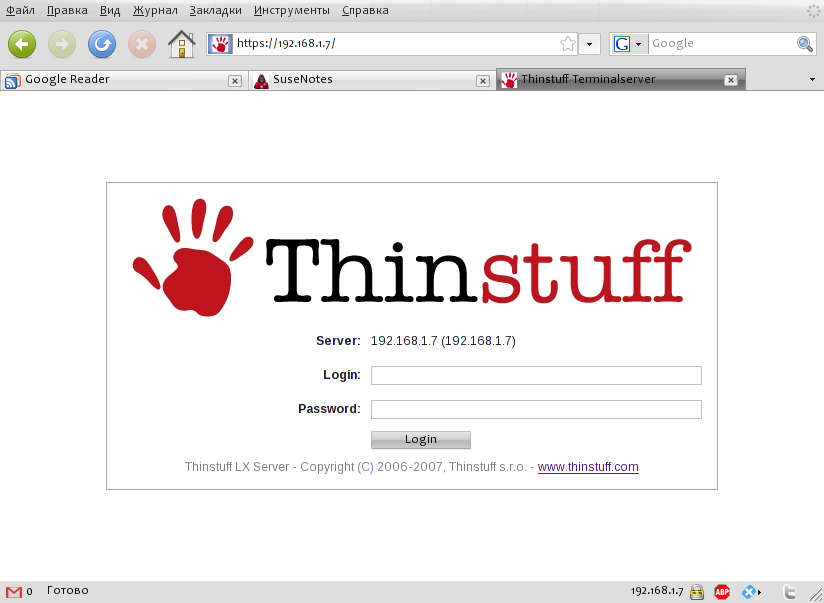 Файл Правка Вид Журнал Закладки Инструменты Справка
https://192.168.1.7/ G Google
Google Reader SuseNotes Thinstuff Terminalserver
Thinstuff
Server: 192.168.1.7 (192.168.1.7)
Login:
Password:
Login
Thinstuff LX Server - Copyright (C) 2006-2007, Thinstuff s.r.o. - www.thinstuff.com
0 Готово 192.168.1.7 ABP